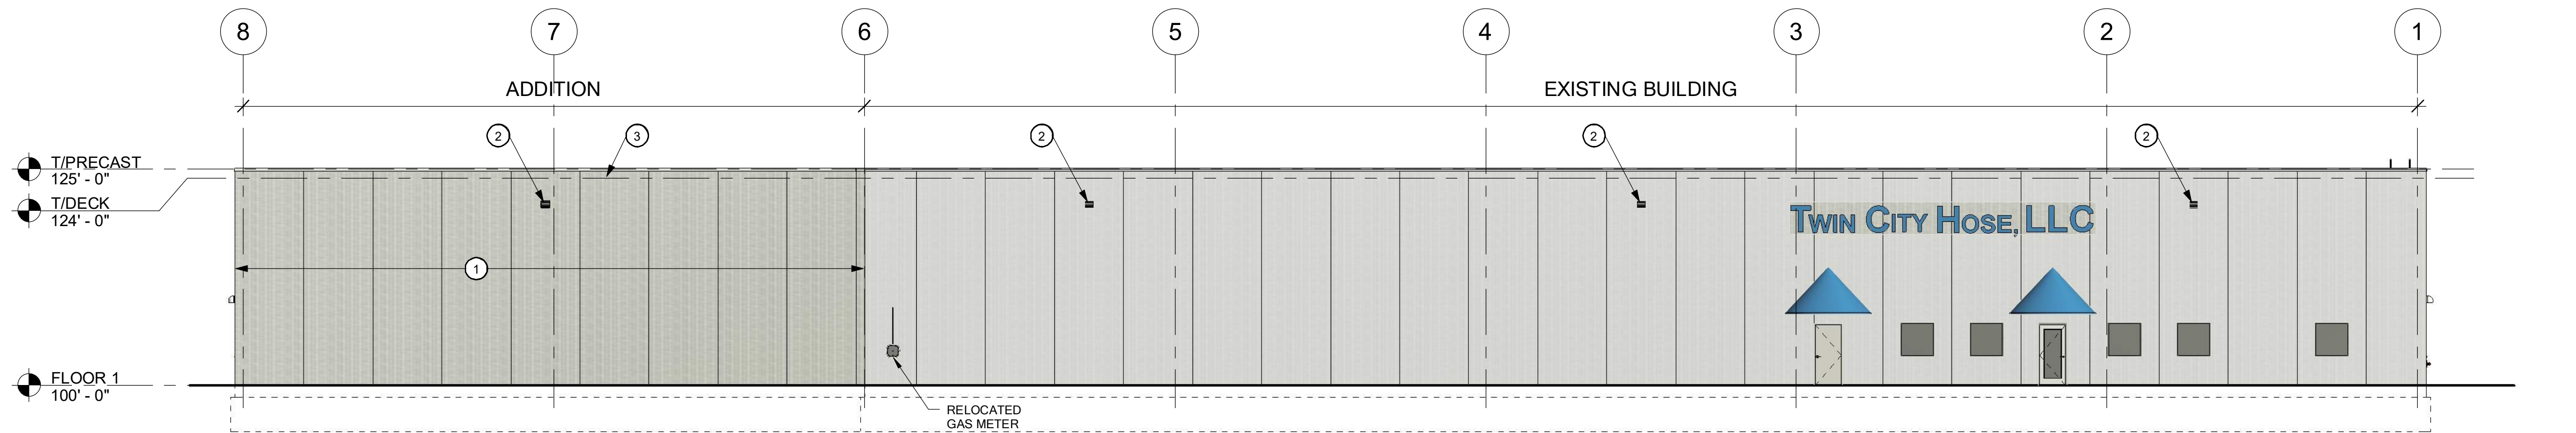 8 7 6 5 4 3 2 1
ADDITION EXISTING BUILDING
2 3 2 2 2
T/PRECAST
125' - 0"
T/DECK
124' - 0"
TWIN CITY HOSE, LLC
1
FLOOR 1
100' - 0"
RELOCATED
GAS METER